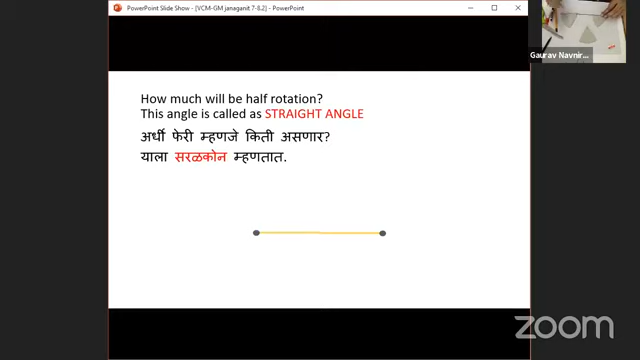 PowerPoint Slide Show - [VCM-GM janaganit 7-8.2] - PowerPoint
Gaurav Navnir...
How much will be half rotation?
This angle is called as STRAIGHT ANGLE
अर्धी फेरी म्हणजे किती असणार?
याला सरळकोन म्हणतात.
zoom